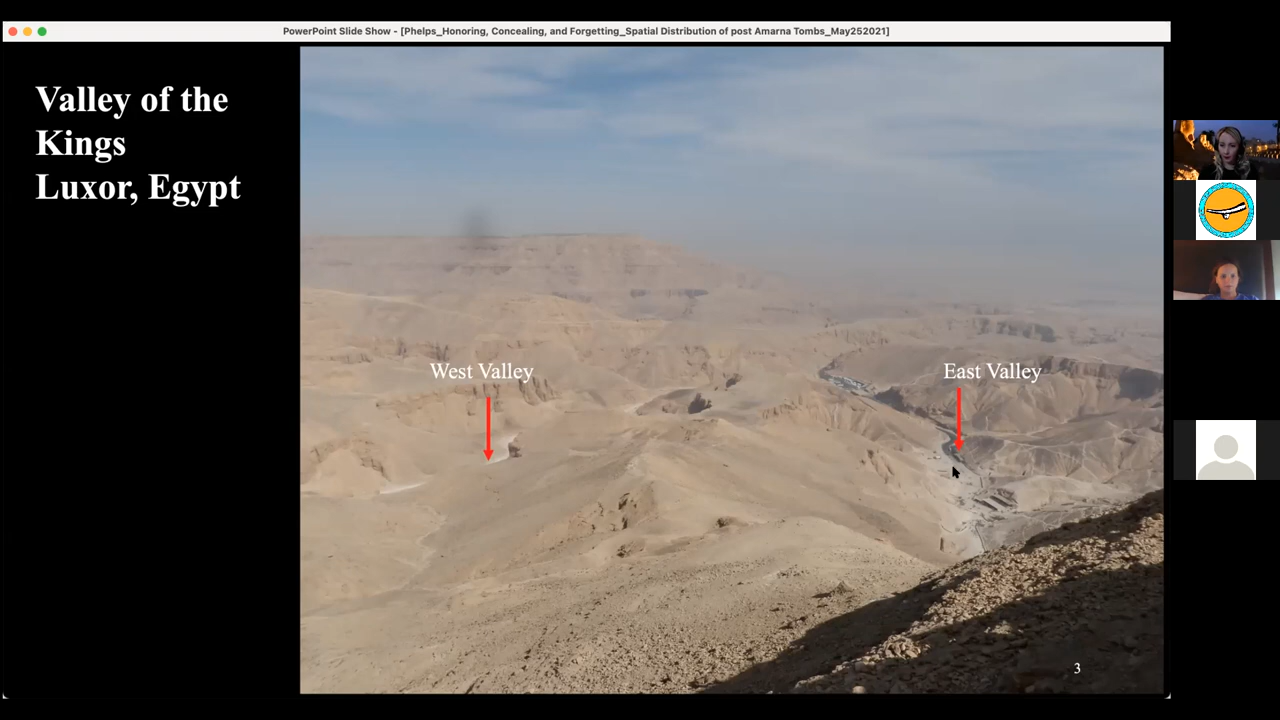 PowerPoint Slide Show - [Phelps_Honoring, Concealing, and Forgetting_Spatial Distribution of post Amarna Tombs_May252021]
Valley of the
Kings
Luxor, Egypt
West Valley
East Valley
3